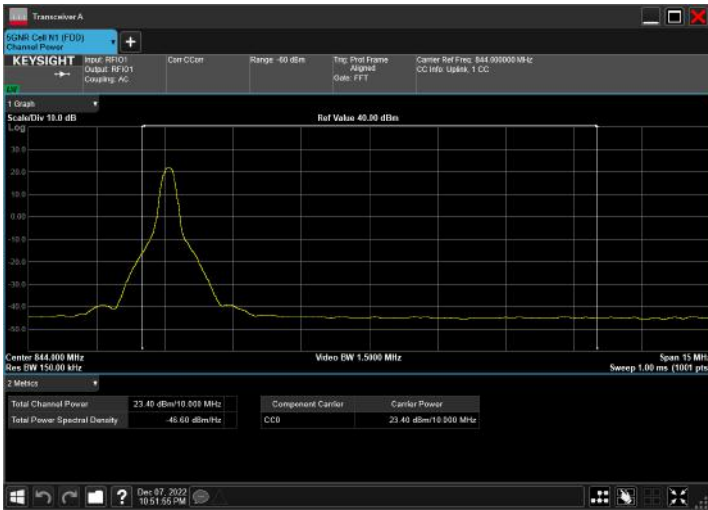 Transceiver A
5GNR Cell N1 (FDD)
Channel Power
KEYSIGHT
Input: RFIO1
Output: RFIO1
Coupling: AC
Corr CCorr
Range: -60 dBm
Trig: Prot Frame
Aligned
Gate: FFT
Carrier Ref Freq: 844.000000 MHz
CC Info: Uplink, 1 CC
1 Graph
Scale/Div 10.0 dB
Ref Value 40.00 dBm
Log
30.0
20.0
10.0
0.00
-10.0
-20.0
-30.0
-40.0
-50.0
Center 844.000 MHz
Video BW 1.5000 MHz
Span 15 MH
Res BW 150.00 kHz
Sweep 1.00 ms (1001 pts
2 Metrics
Total Channel Power 23.40 dBm/10.000 MHz
Total Power Spectral Density -46.60 dBm/Hz
Component Carrier Carrier Power
CC0 23.40 dBm/10.000 MHz
?
Dec 07, 2022
10:51:55 PM